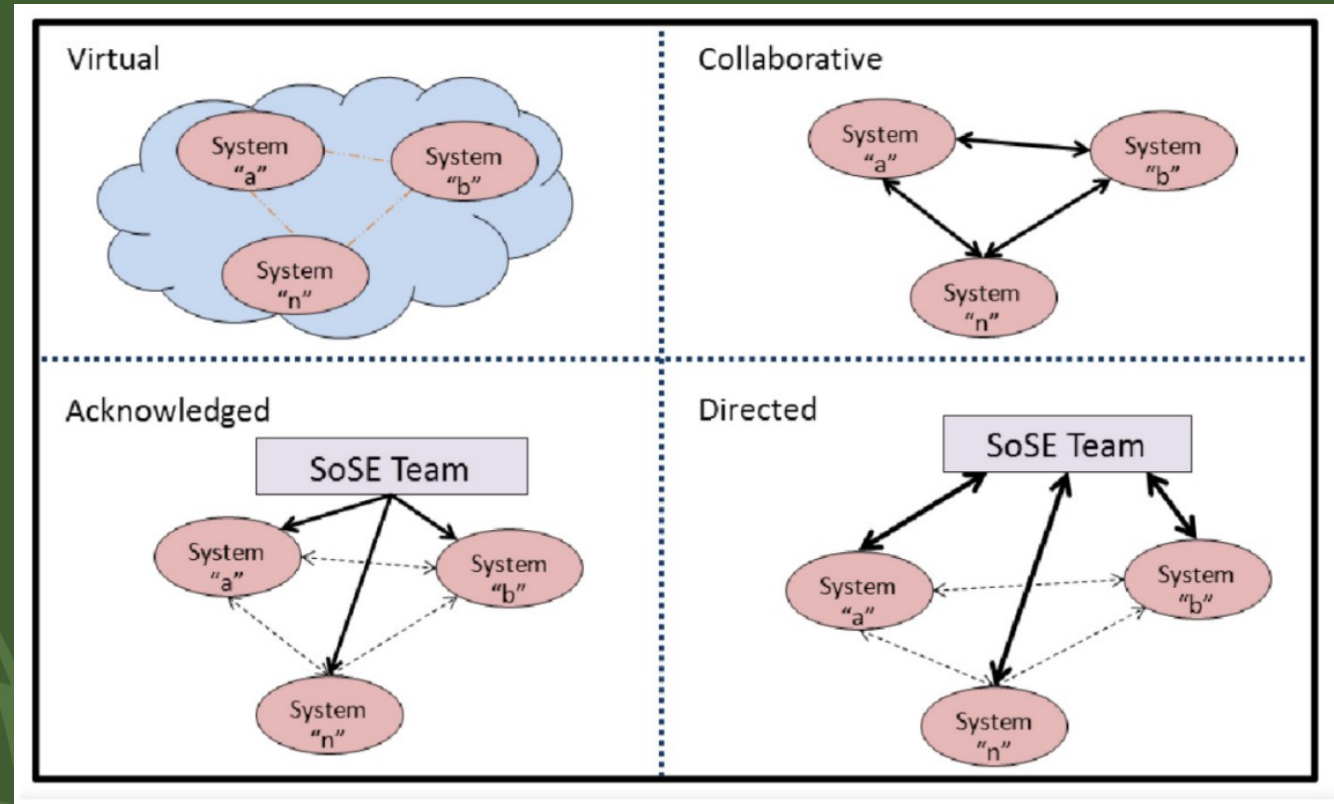 Virtual
System
“a”
System
“b”
System
“n”
Collaborative
System
“a”
System
“b”
System
“n”
Acknowledged
SoSE Team
System
“a”
System
“b”
System
“n”
Directed
SoSE Team
System
“a”
System
“b”
System
“n”